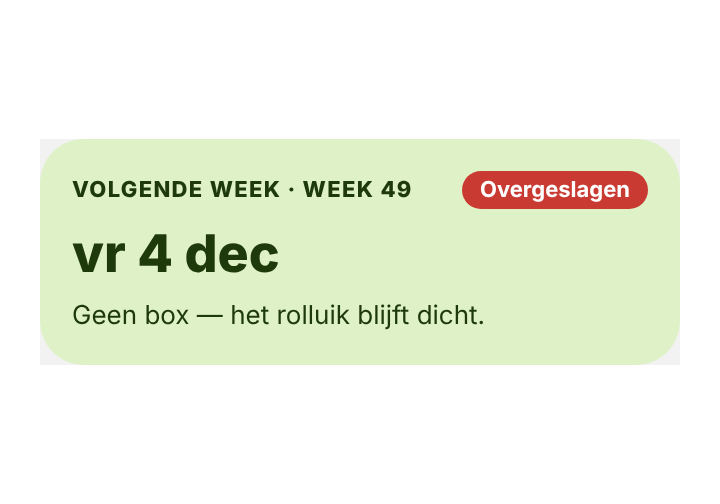 VOLGENDE WEEK · WEEK 49
Overgeslagen
vr 4 dec
Geen box — het rolluik blijft dicht.